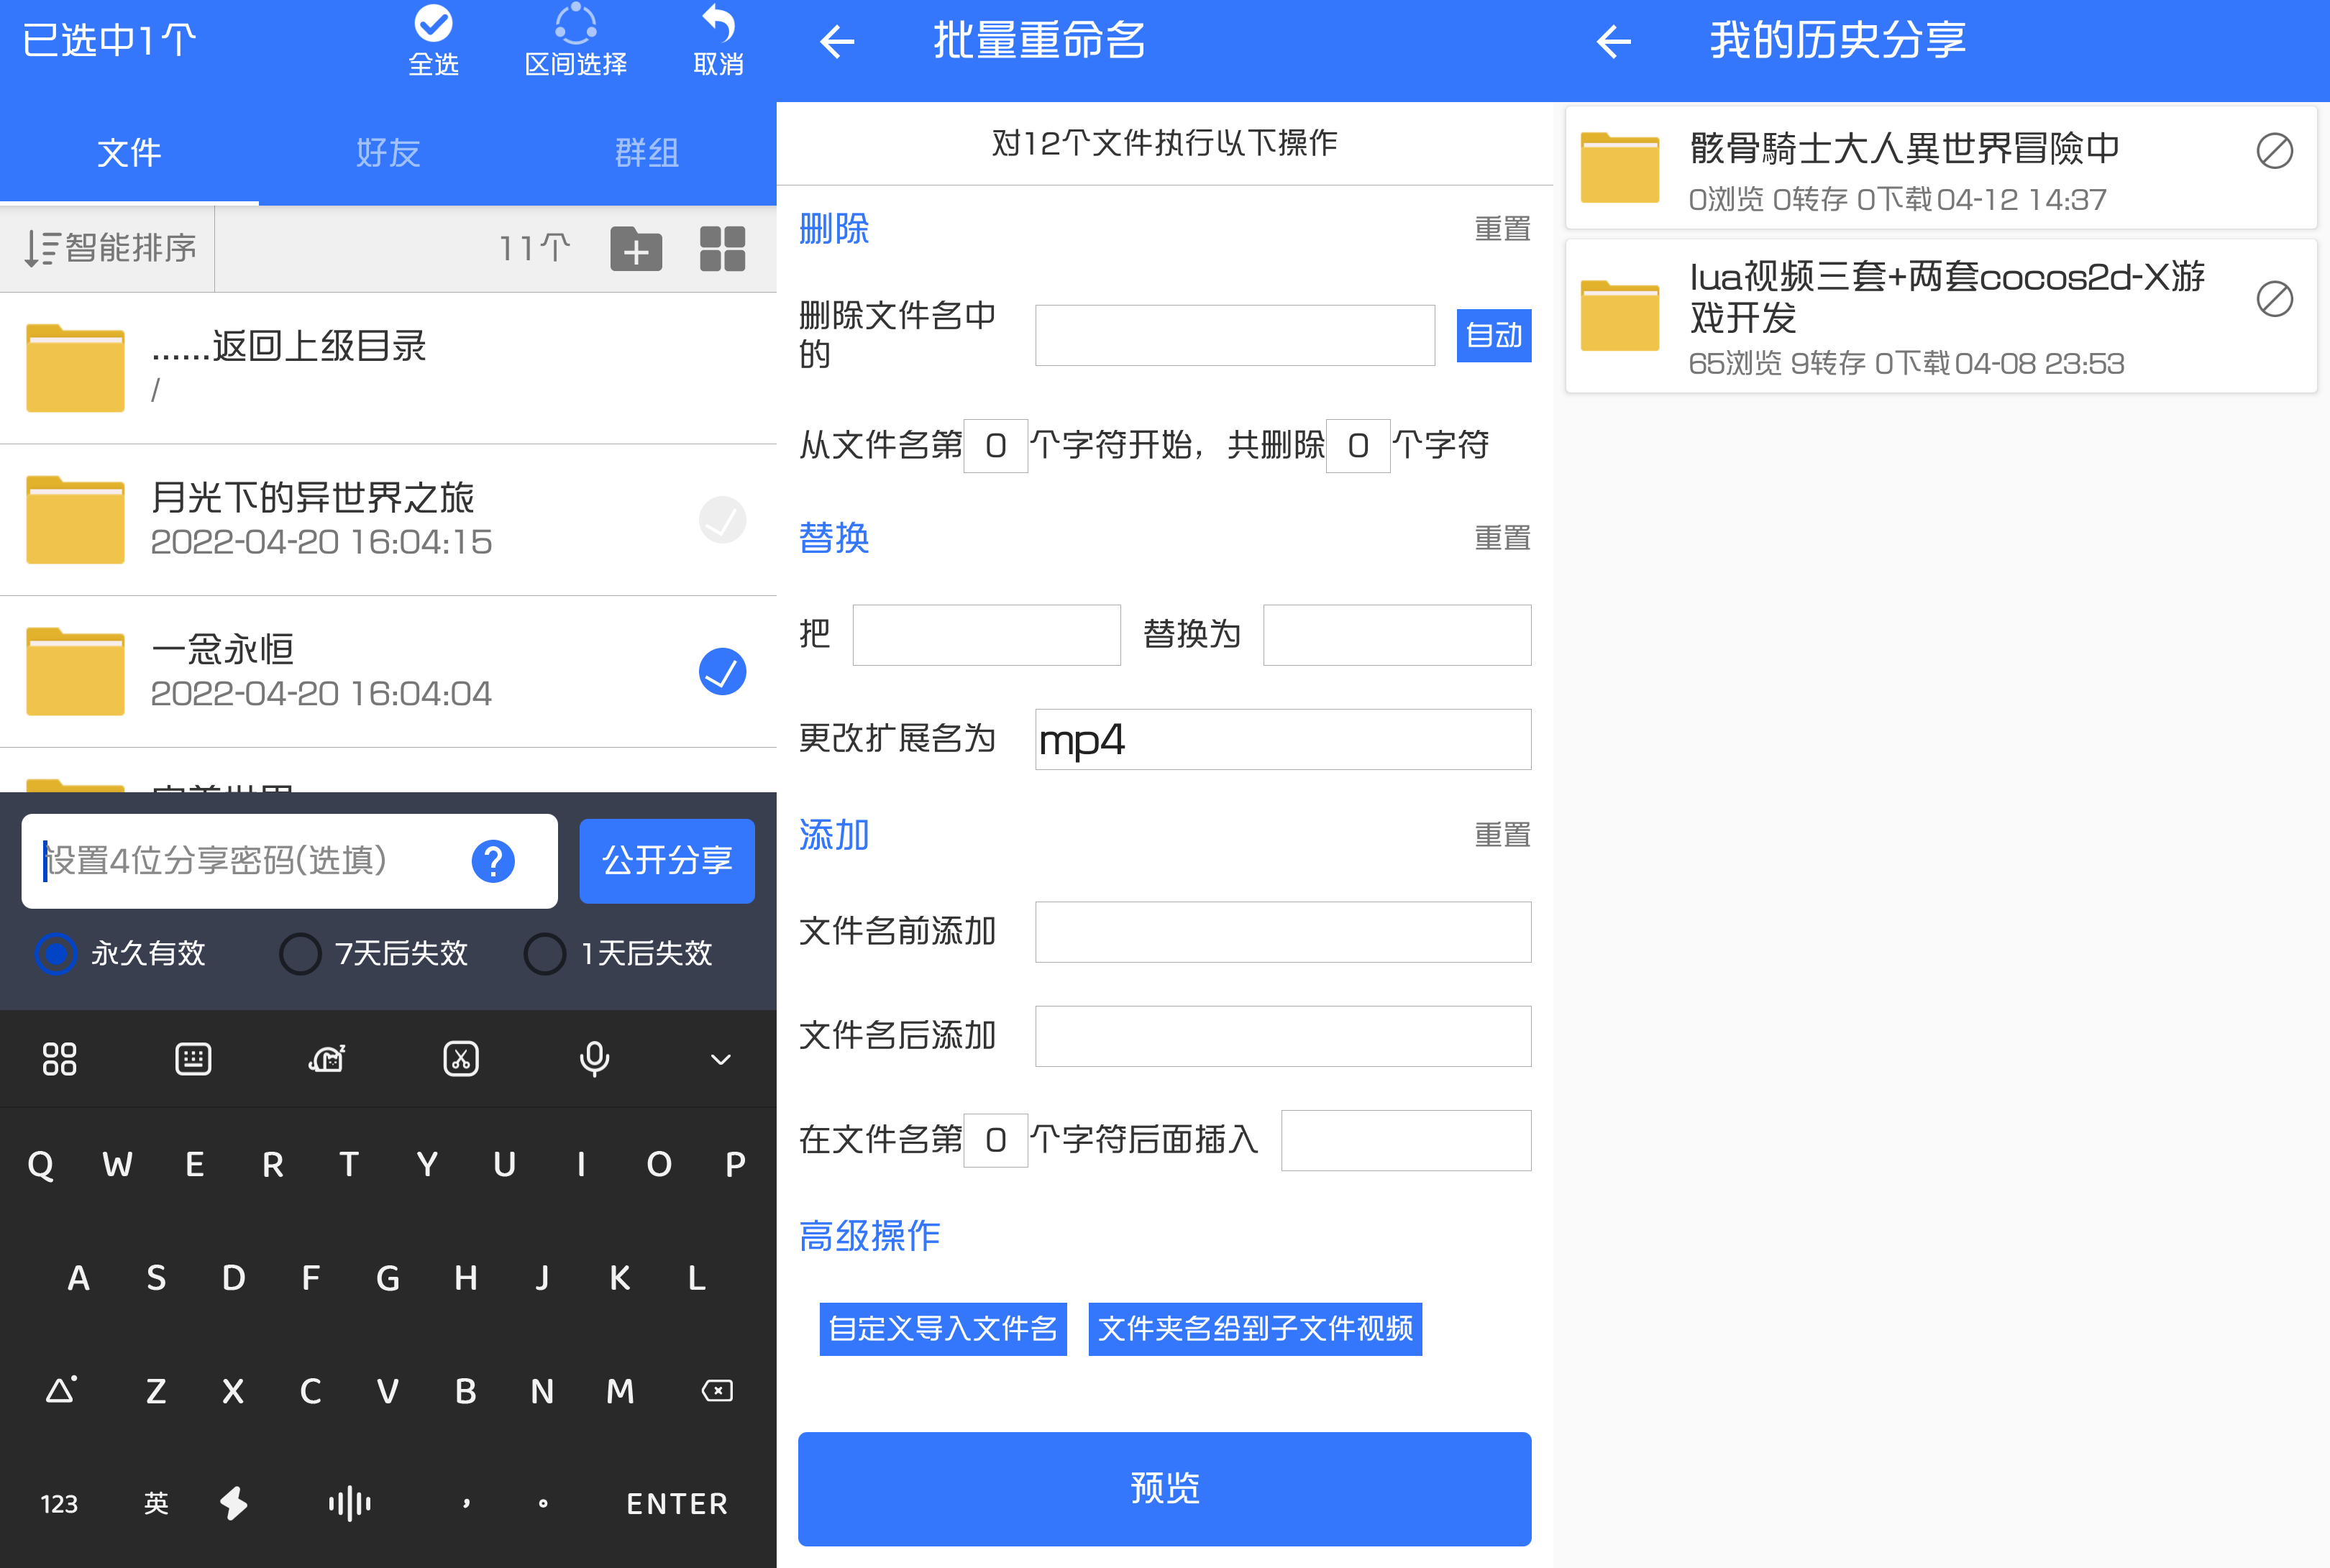 已选中1个
全选
区间选择
取消
文件
好友
群组
智能排序
11个
......返回上级目录
/
月光下的异世界之旅
2022-04-20 16:04:15
一念永恒
2022-04-20 16:04:04
完美世界
设置4位分享密码(选填)
?
公开分享
永久有效
7天后失效
1天后失效
Q W E R T Y U I O P
A S D F G H J K L
Z X C V B N M
123 英 , 。 ENTER
批量重命名
对12个文件执行以下操作
删除
重置
删除文件名中
的
自动
从文件名第0个字符开始，共删除0个字符
替换
重置
把
替换为
更改扩展名为
mp4
添加
重置
文件名前添加
文件名后添加
在文件名第0个字符后面插入
高级操作
自定义导入文件名
文件夹名给到子文件视频
预览
我的历史分享
骸骨騎士大人異世界冒險中
0浏览 0转存 0下载04-12 14:37
lua视频三套+两套cocos2d-X游
戏开发
65浏览 9转存 0下载04-08 23:53